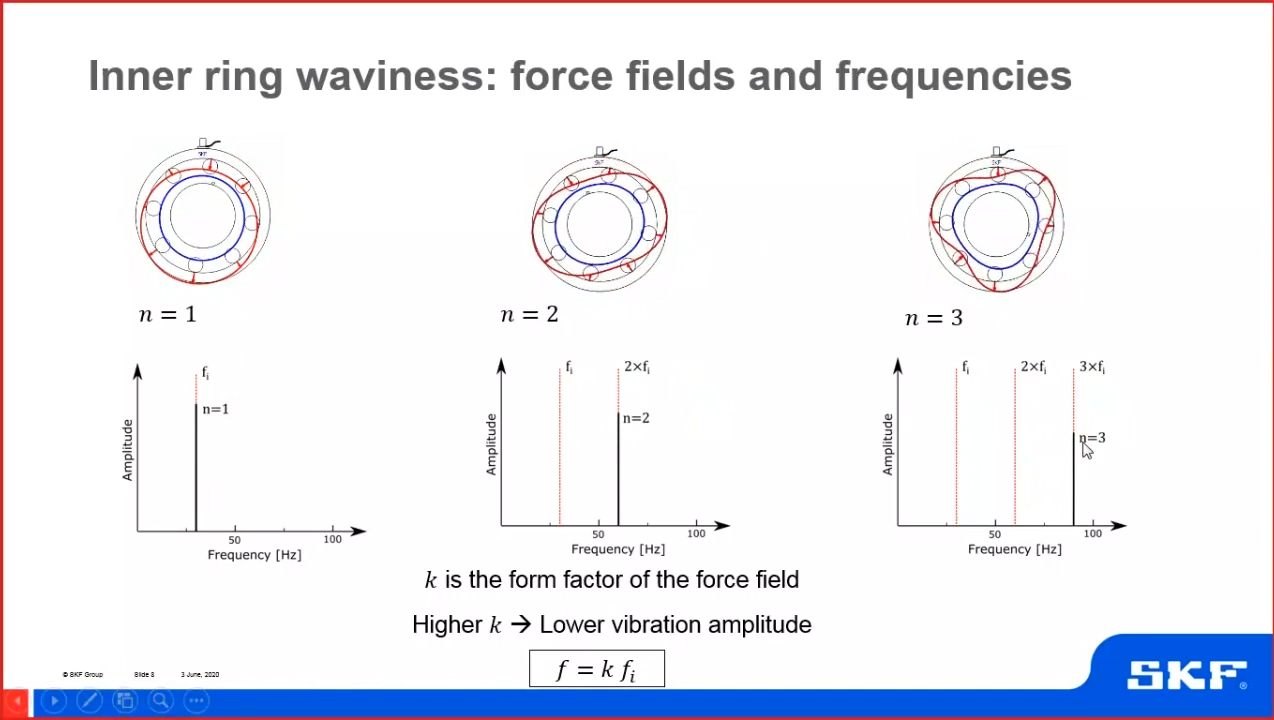 Inner ring waviness: force fields and frequencies
SKF
SKF
SKF
n = 1
n = 2
n = 3
fᵢ
n=1
Amplitude
50
100
Frequency [Hz]
fᵢ
2×fᵢ
n=2
Amplitude
50
100
Frequency [Hz]
fᵢ
2×fᵢ
3×fᵢ
n=3
Amplitude
50
100
Frequency [Hz]
k is the form factor of the force field
Higher k → Lower vibration amplitude
f = k fᵢ
© SKF Group
Slide 8
3 June, 2020
SKF®